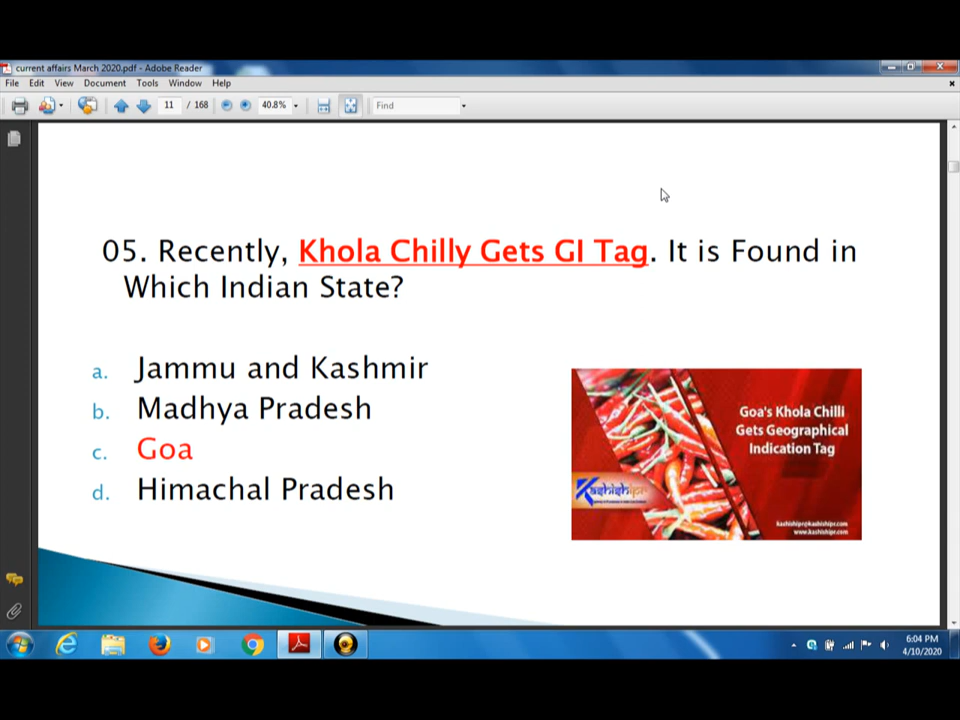 current affairs March 2020.pdf - Adobe Reader
File Edit View Document Tools Window Help
11 / 168 40.8% Find
05. Recently, Khola Chilly Gets GI Tag. It is Found in
Which Indian State?
a. Jammu and Kashmir
b. Madhya Pradesh
c. Goa
d. Himachal Pradesh
Goa's Khola Chilli
Gets Geographical
Indication Tag
Kashishipr
kashishipr@kashishipr.com
www.kashishipr.com
6:04 PM
4/10/2020